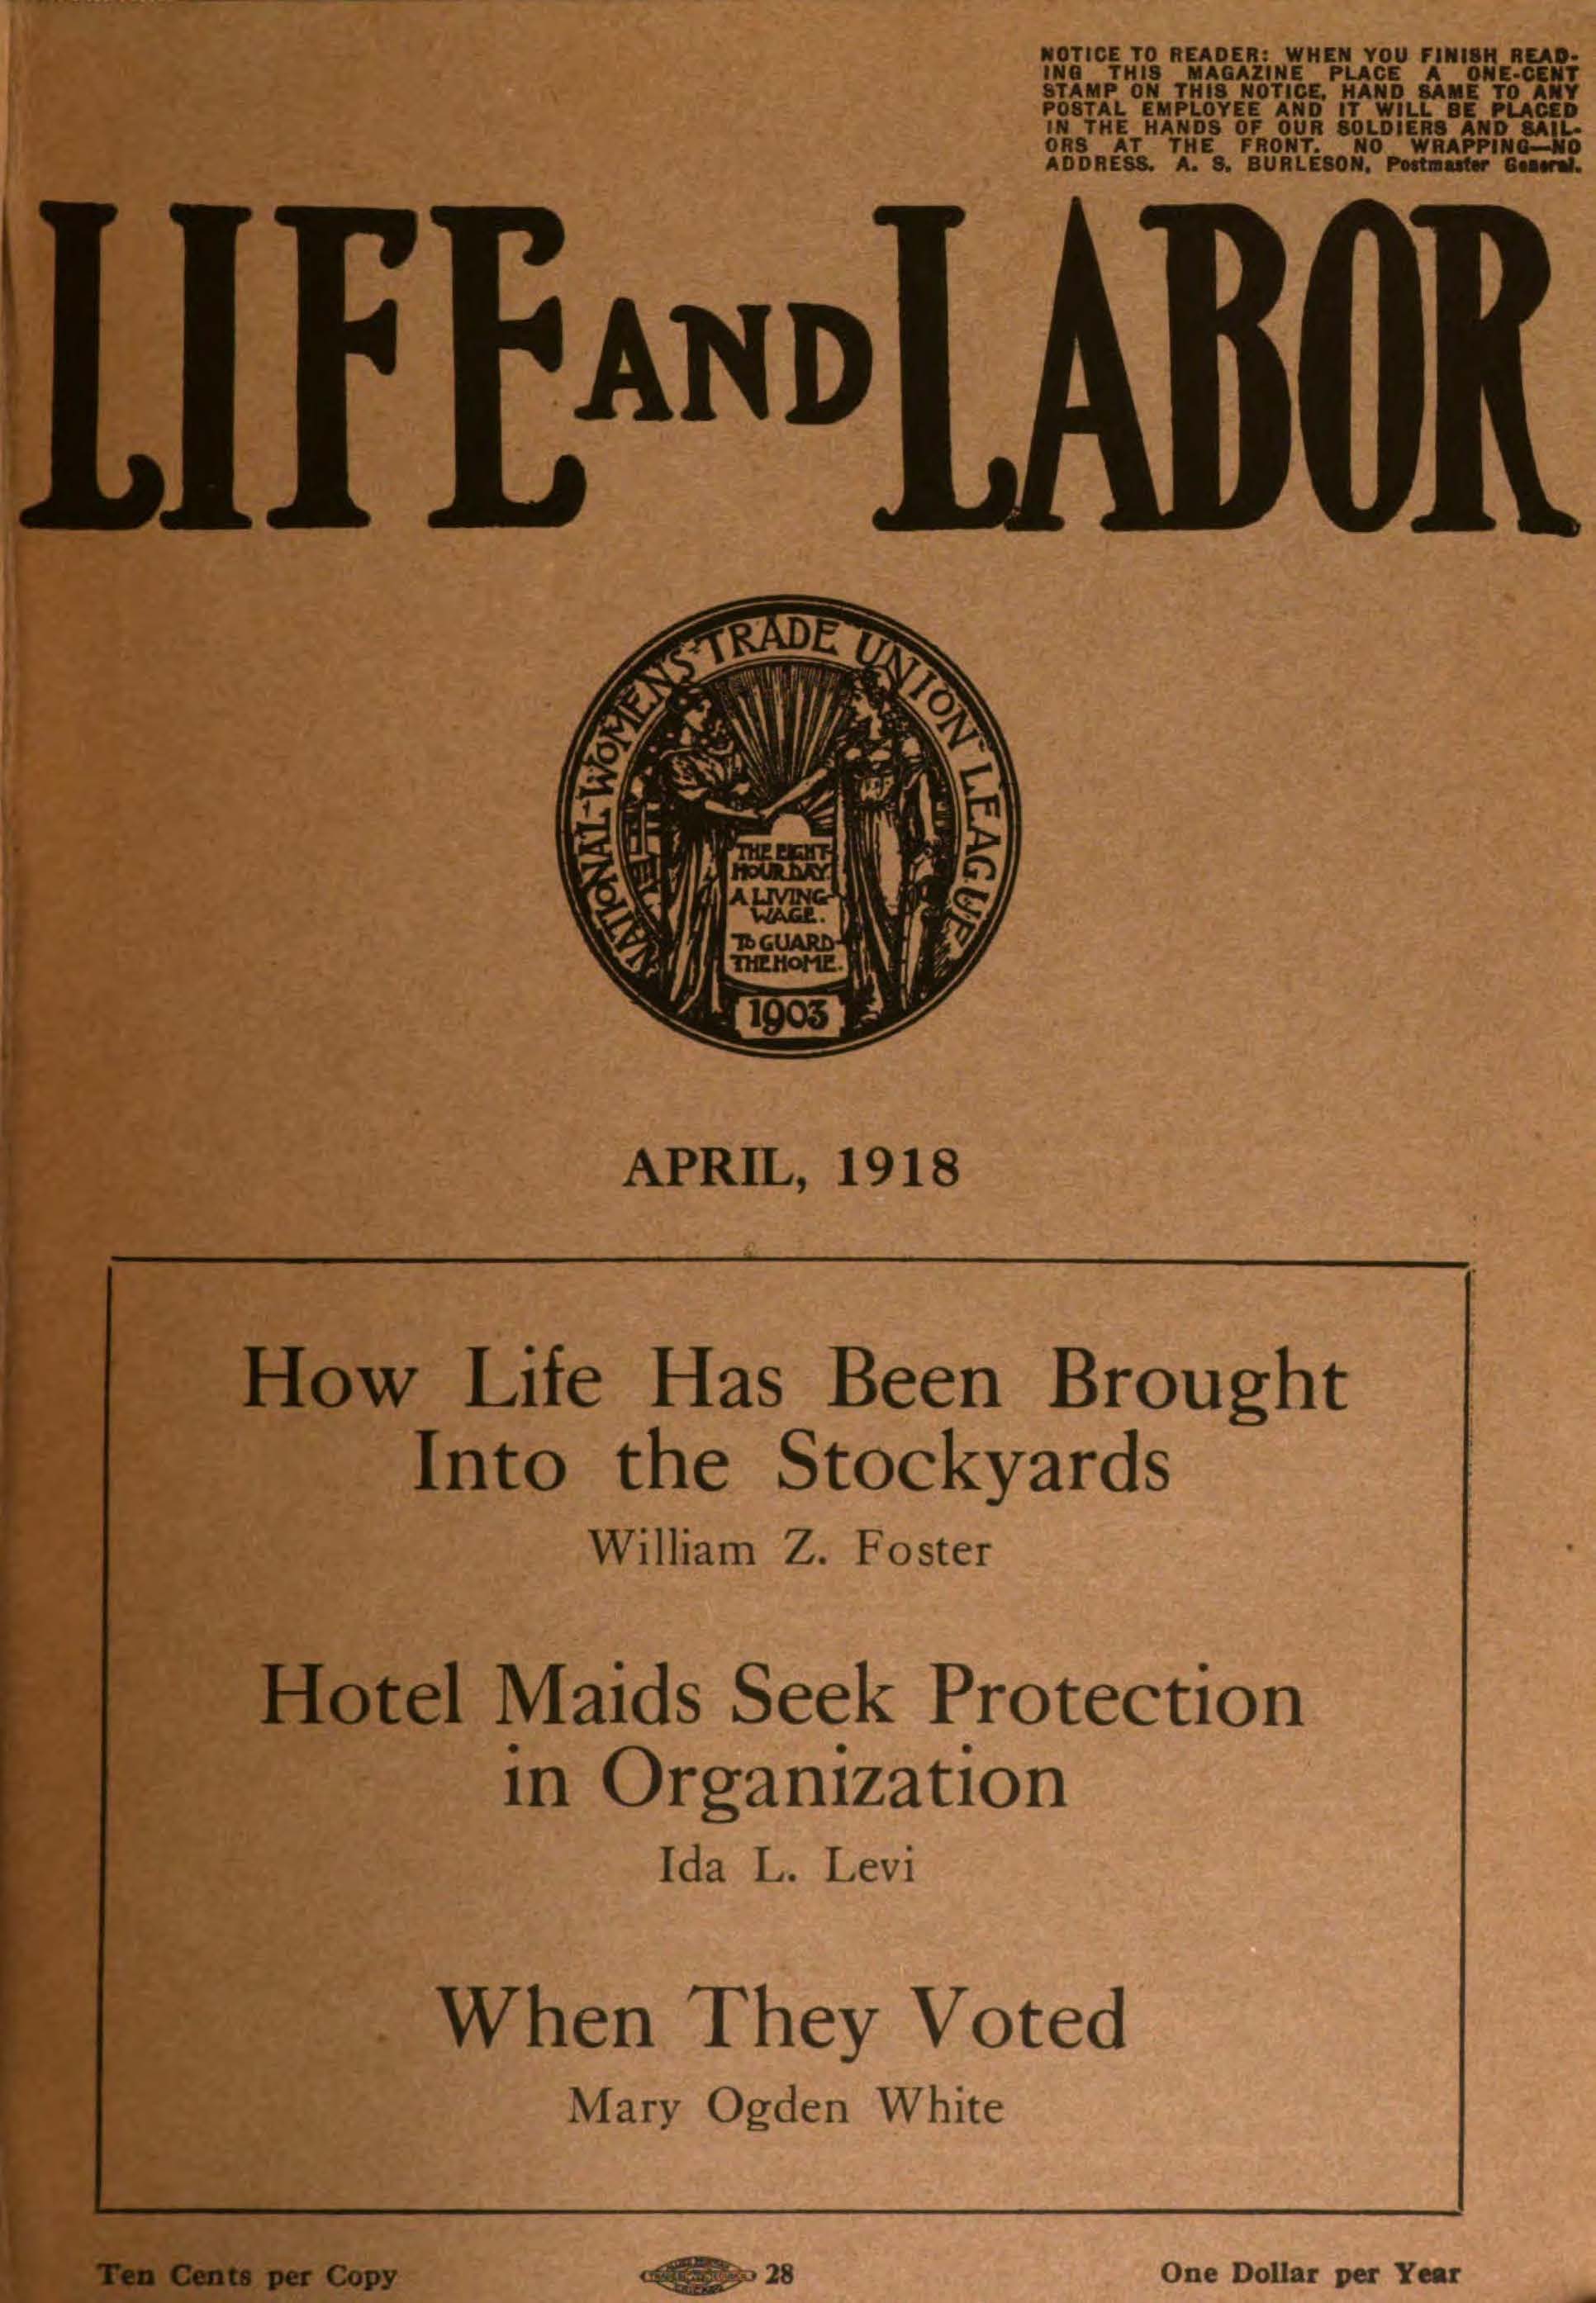 NOTICE TO READER: WHEN YOU FINISH READ-
ING THIS MAGAZINE PLACE A ONE-CENT
STAMP ON THIS NOTICE, HAND SAME TO ANY
POSTAL EMPLOYEE AND IT WILL BE PLACED
IN THE HANDS OF OUR SOLDIERS AND SAIL-
ORS AT THE FRONT. NO WRAPPING—NO
ADDRESS. A. S. BURLESON, Postmaster General.
LIFE AND LABOR
NATIONAL-WOMENS-TRADE UNION-LEAGUE
THE EIGHT-
HOUR DAY.
A LIVING-
WAGE.
To GUARD-
THE HOME.
1903
APRIL, 1918
How Life Has Been Brought
Into the Stockyards
William Z. Foster
Hotel Maids Seek Protection
in Organization
Ida L. Levi
When They Voted
Mary Ogden White
Ten Cents per Copy
28
One Dollar per Year